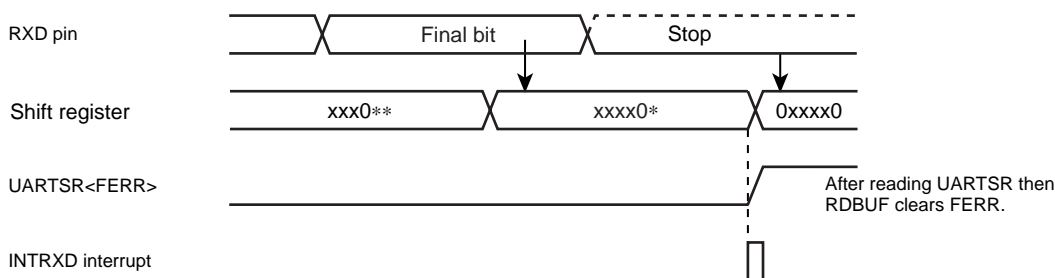 RXD pin
Final bit
Stop
Shift register
xxx0**
xxxx0*
0xxxx0
UARTSR<FERR>
After reading UARTSR then
RDBUF clears FERR.
INTRXD interrupt